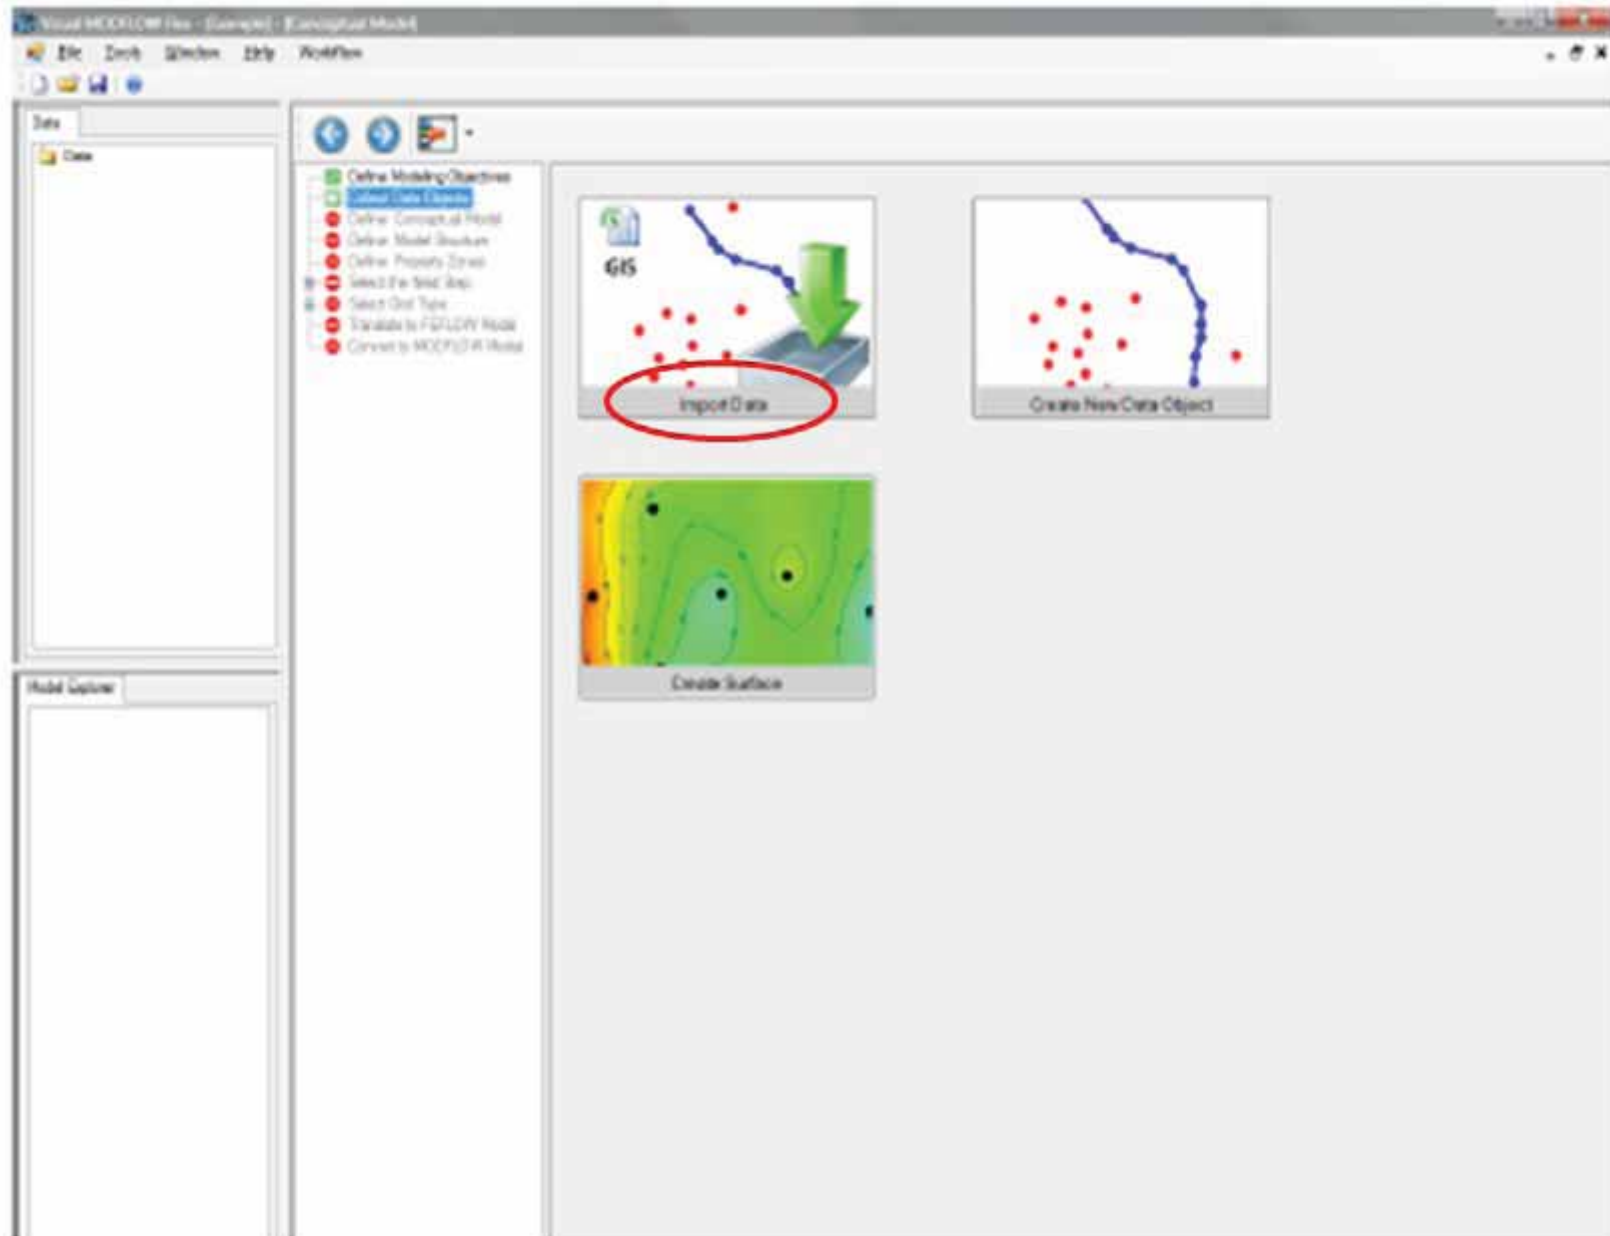 Visual MODFLOW Flex - [Example] - [Conceptual Model]
File Tools Window Help Workflow
Data
Data
Define Modeling Objectives
Collect Data Objects
Define Conceptual Model
Define Model Structure
Define Property Zones
Select the Next Step
Select Grid Type
Translate to FEFLOW Model
Convert to MODFLOW Model
GIS
Import Data
Create New Data Object
Create Surface
Model Explorer